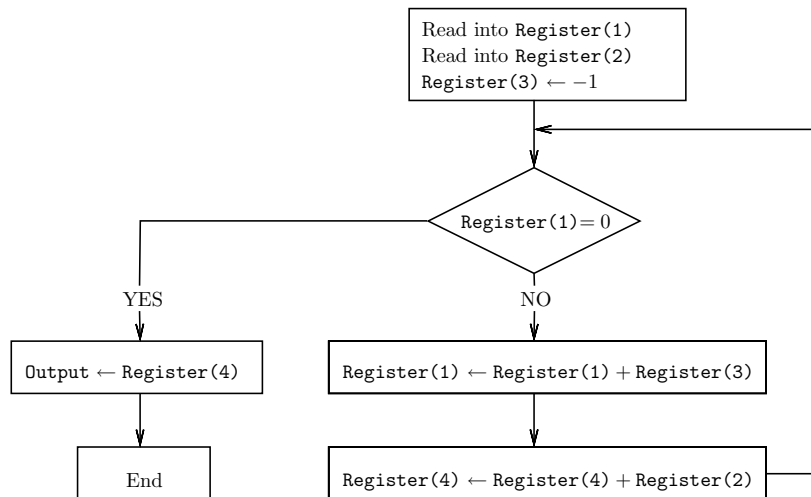 Read into Register(1)
Read into Register(2)
Register(3) ← −1
Register(1)= 0
YES
NO
Output ← Register(4)
Register(1) ← Register(1) + Register(3)
End
Register(4) ← Register(4) + Register(2)